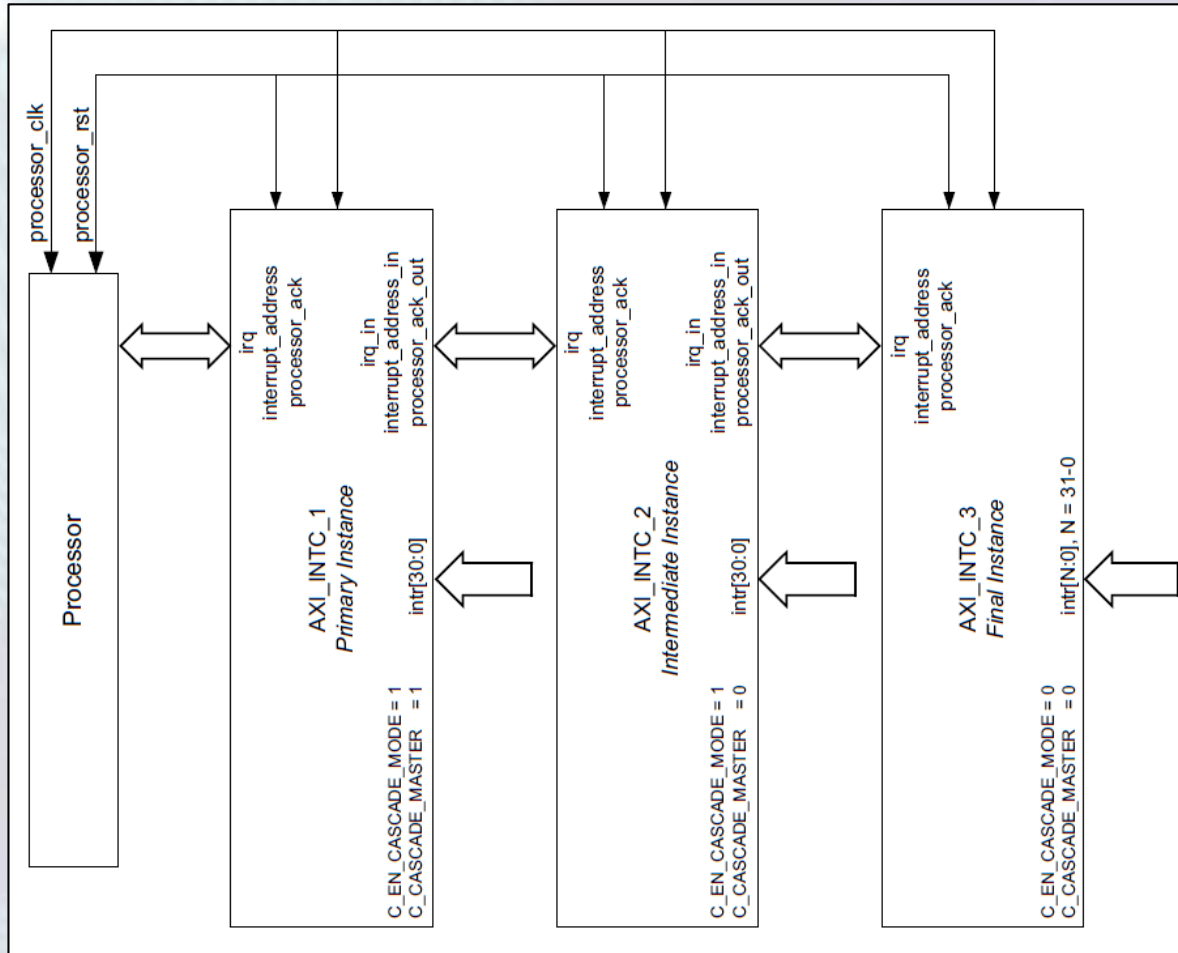 processor_clk
processor_rst
Processor
irq
interrupt_address
processor_ack
irq_in
interrupt_address_in
processor_ack_out
AXI_INTC_1
Primary Instance
intr[30:0]
C_EN_CASCADE_MODE = 1
C_CASCADE_MASTER = 1
irq
interrupt_address
processor_ack
irq_in
interrupt_address_in
processor_ack_out
AXI_INTC_2
Intermediate Instance
intr[30:0]
C_EN_CASCADE_MODE = 1
C_CASCADE_MASTER = 0
irq
interrupt_address
processor_ack
AXI_INTC_3
Final Instance
intr[N:0], N = 31-0
C_EN_CASCADE_MODE = 0
C_CASCADE_MASTER = 0